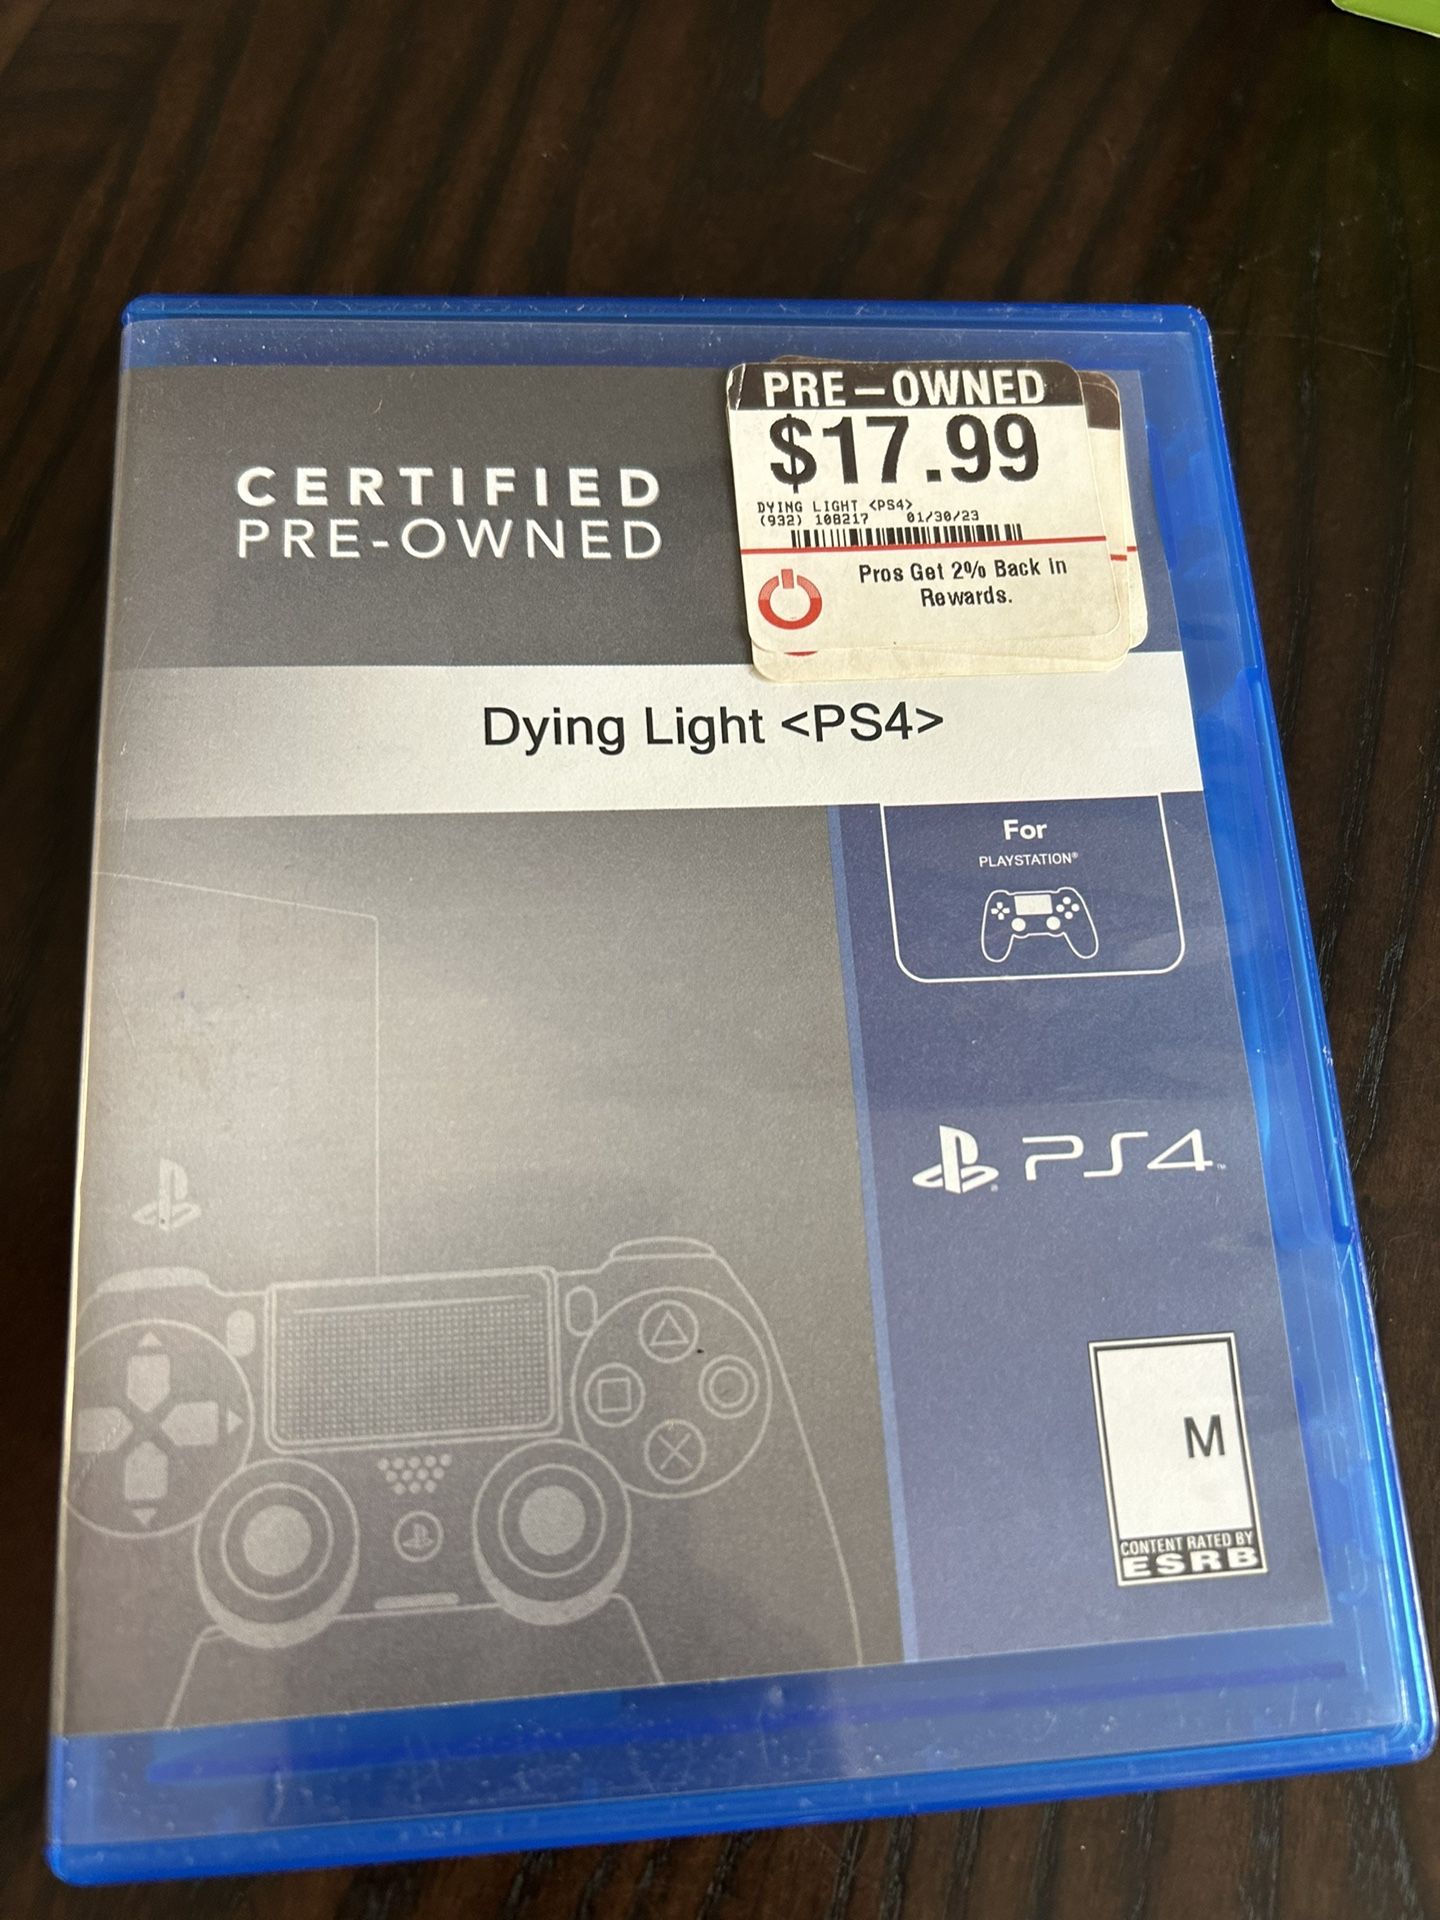 PRE-OWNED
$17.99
DYING LIGHT <PS4>
(932) 108217 01/30/23
Pros Get 2% Back in
Rewards.
CERTIFIED
PRE-OWNED
Dying Light <PS4>
For
PLAYSTATION®
PS4™
M
CONTENT RATED BY
ESRB